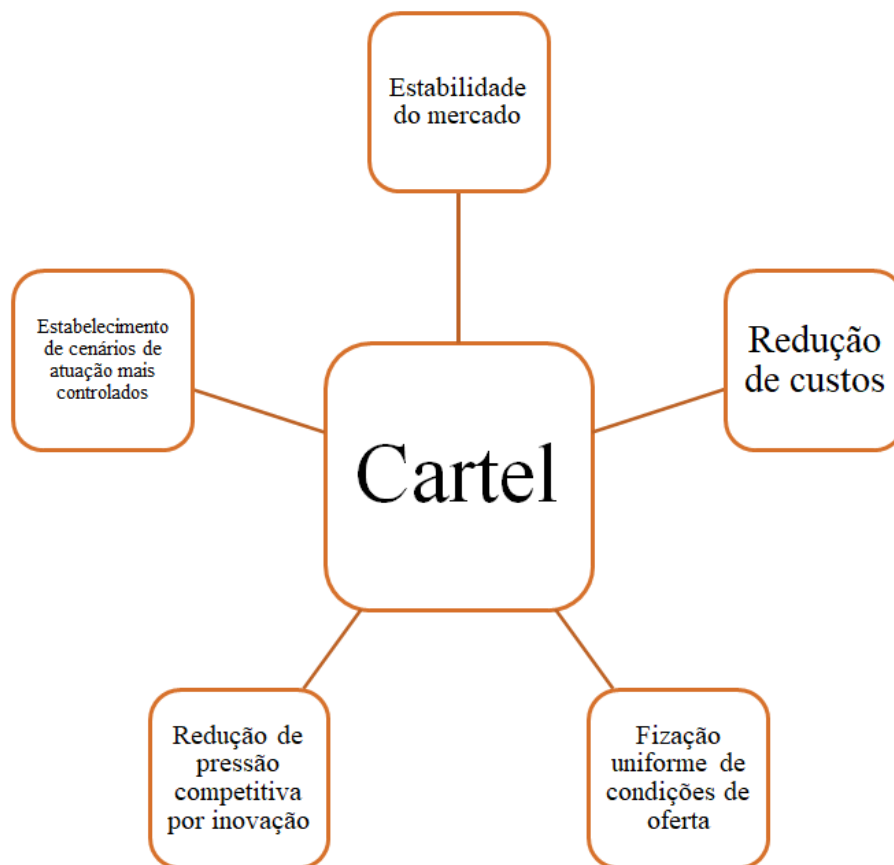 Estabilidade
do mercado
Estabelecimento
de cenários de
atuação mais
controlados
Redução
de custos
Cartel
Redução de
pressão
competitiva
por inovação
Fização
uniforme de
condições de
oferta